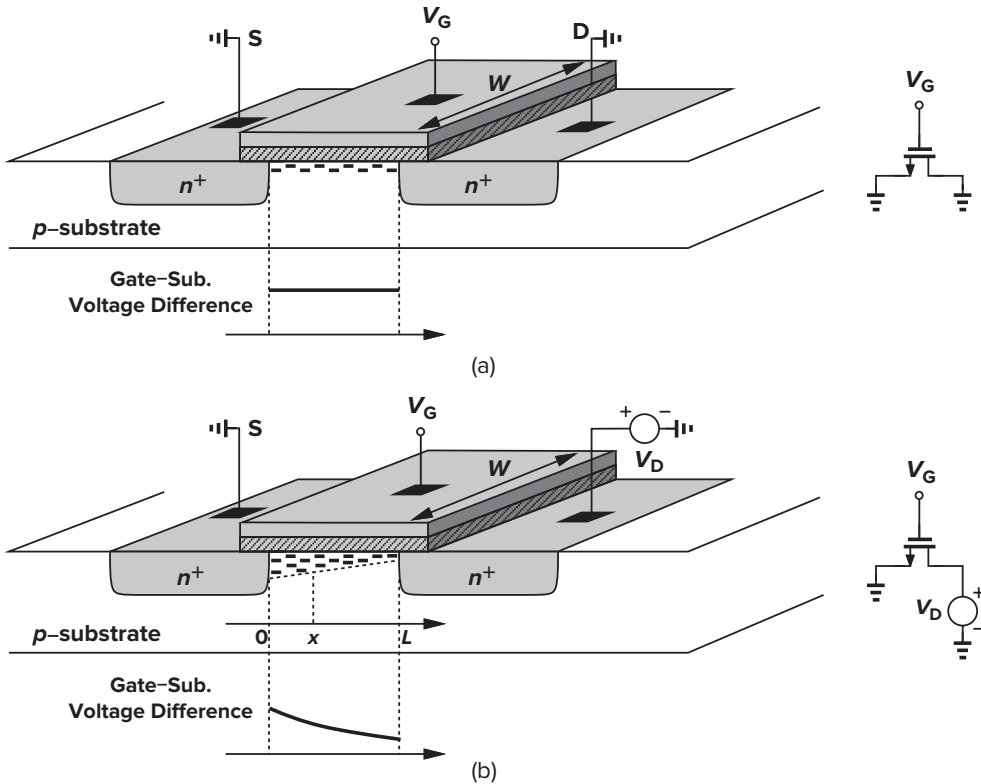 V_G
S
D
W
V_G
n+
n+
p–substrate
Gate–Sub.
Voltage Difference
(a)
V_G
S
+ −
V_D
W
V_G
n+
n+
p–substrate
0 x L
V_D
+
−
Gate–Sub.
Voltage Difference
(b)